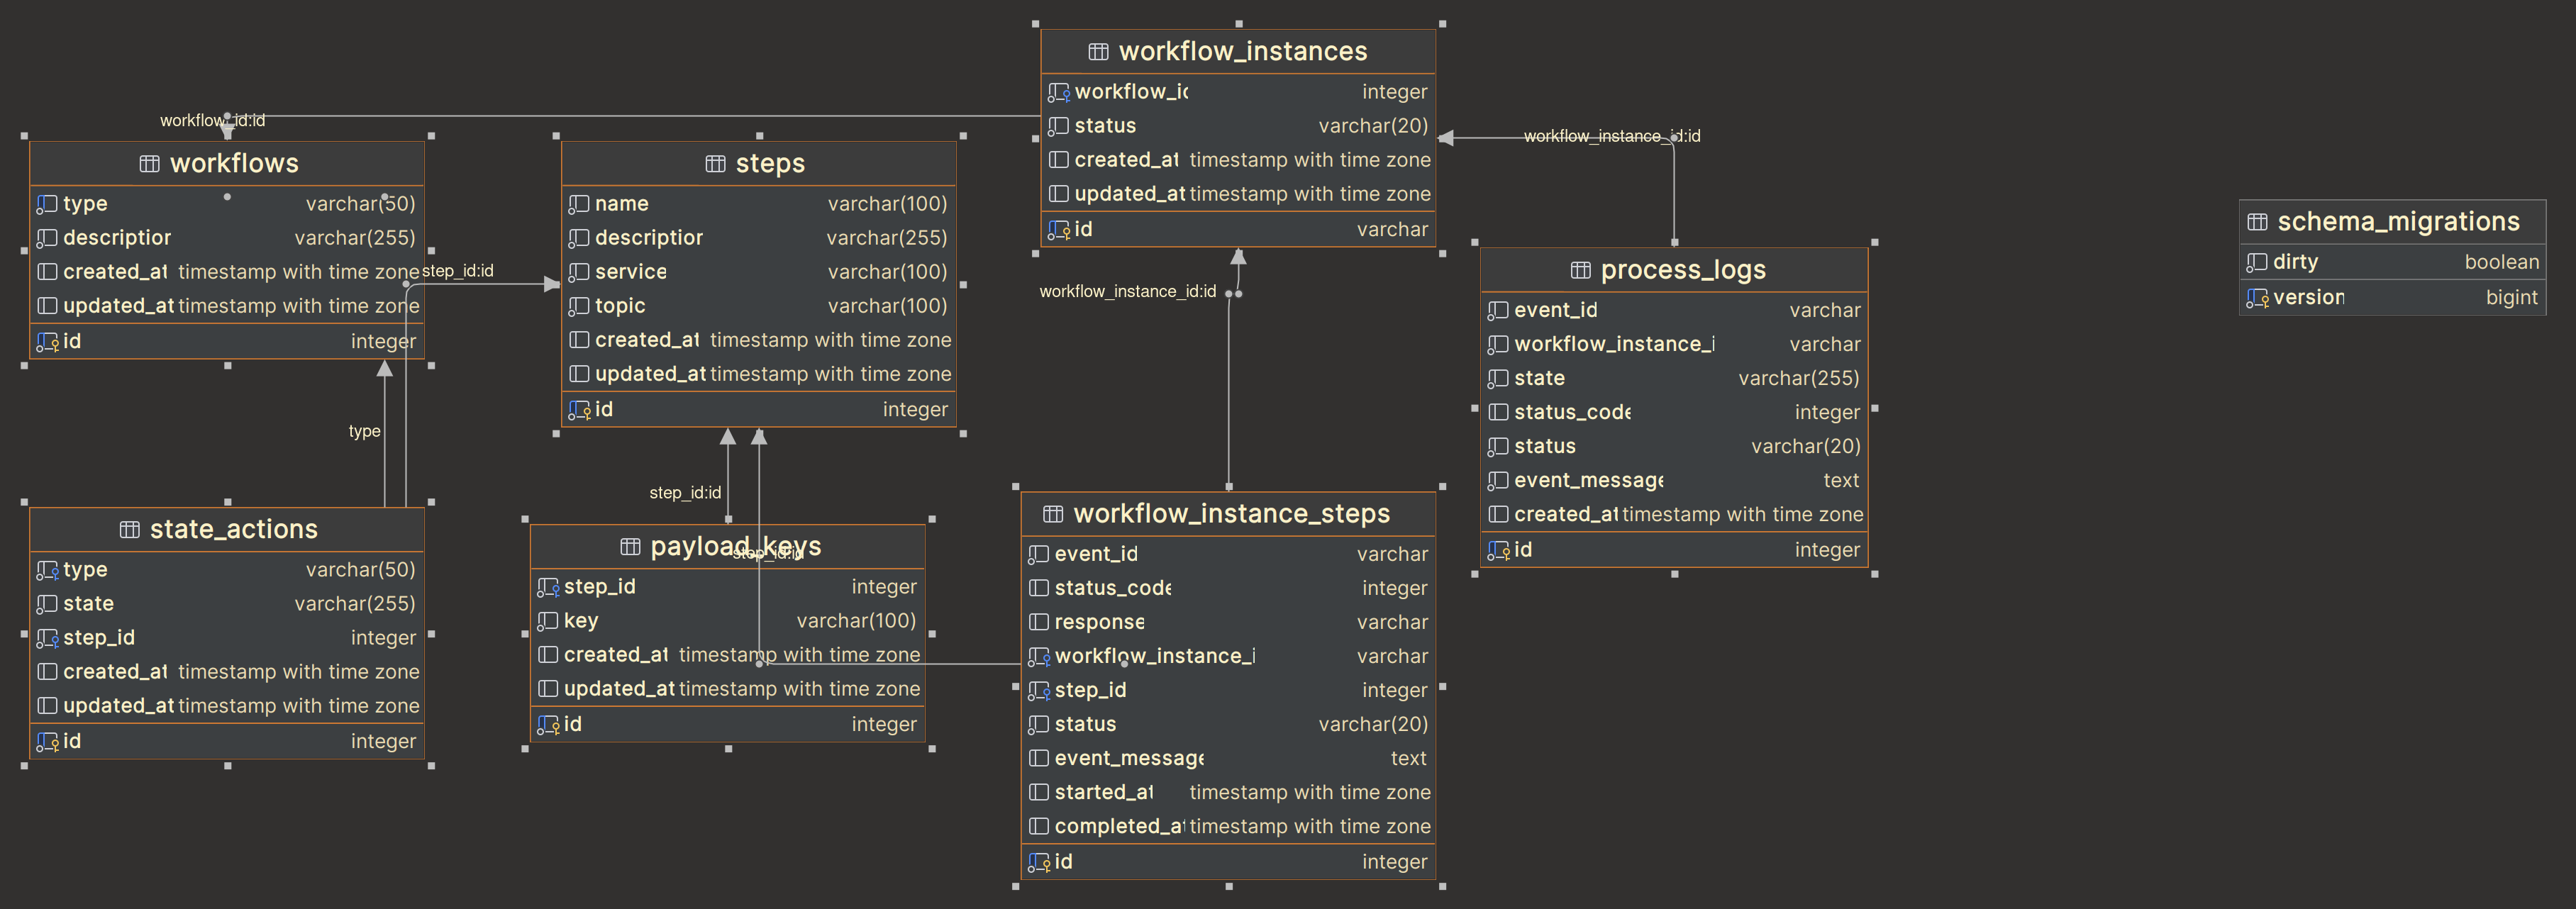 workflow_instances
workflow_ic integer
status varchar(20)
created_at timestamp with time zone
updated_at timestamp with time zone
id varchar
workflow_id:id
workflows
type varchar(50)
descriptior varchar(255)
created_at timestamp with time zone
updated_at timestamp with time zone
id integer
step_id:id
steps
name varchar(100)
descriptior varchar(255)
service varchar(100)
topic varchar(100)
created_at timestamp with time zone
updated_at timestamp with time zone
id integer
workflow_instance_id:id
workflow_instance_id:id
process_logs
event_id varchar
workflow_instance_i varchar
state varchar(255)
status_code integer
status varchar(20)
event_message text
created_at timestamp with time zone
id integer
schema_migrations
dirty boolean
version bigint
type
step_id:id
state_actions
type varchar(50)
state varchar(255)
step_id integer
created_at timestamp with time zone
updated_at timestamp with time zone
id integer
payload_keys
step_id:id
step_id integer
key varchar(100)
created_at timestamp with time zone
updated_at timestamp with time zone
id integer
workflow_instance_steps
event_id varchar
status_code integer
response varchar
workflow_instance_i varchar
step_id integer
status varchar(20)
event_message text
started_at timestamp with time zone
completed_at timestamp with time zone
id integer